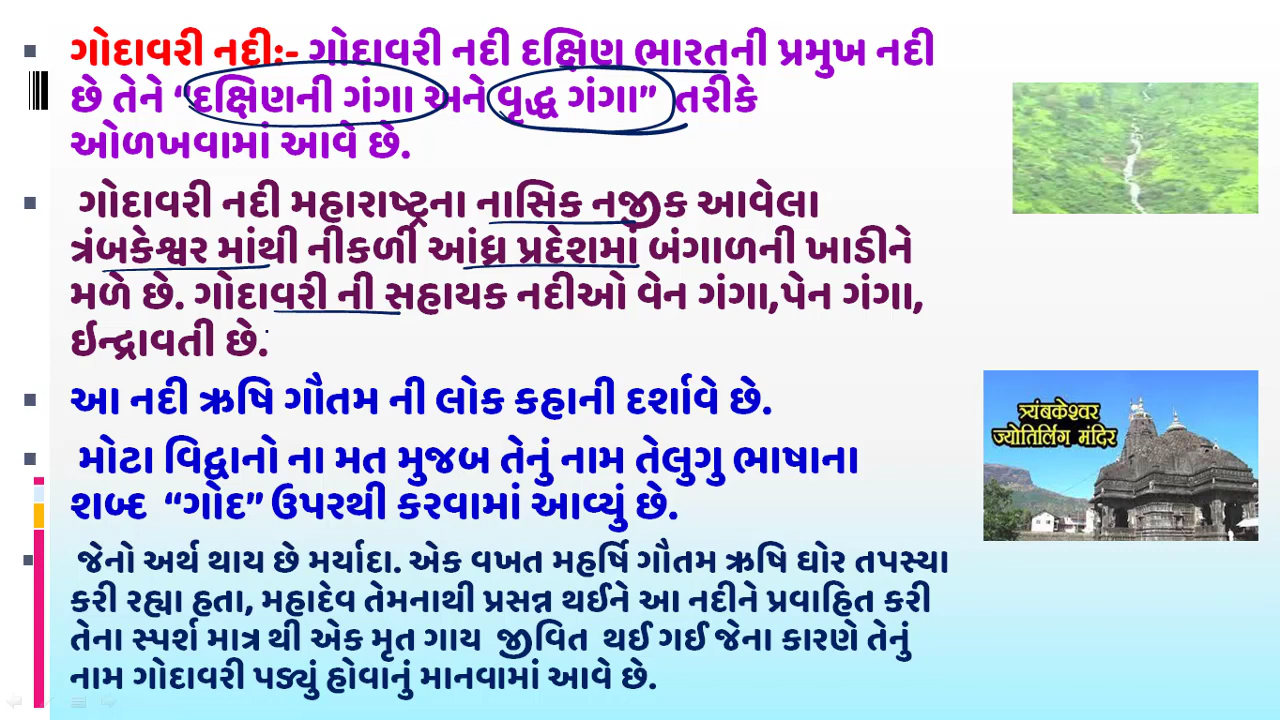 ગોદાવરી નદી:- ગોદાવરી નદી દક્ષિણ ભારતની પ્રમુખ નદી
છે તેને “દક્ષિણની ગંગા અને વૃદ્ધ ગંગા” તરીકે
ઓળખવામાં આવે છે.
ગોદાવરી નદી મહારાષ્ટ્રના નાસિક નજીક આવેલા
ત્રંબકેશ્વર માંથી નીકળી આંધ્ર પ્રદેશમાં બંગાળની ખાડીને
મળે છે. ગોદાવરી ની સહાયક નદીઓ વેન ગંગા,પેન ગંગા,
ઈન્દ્રાવતી છે.
આ નદી ઋષિ ગૌતમ ની લોક કહાની દર્શાવે છે.
મોટા વિદ્વાનો ના મત મુજબ તેનું નામ તેલુગુ ભાષાના
શબ્દ “ગોદ” ઉપરથી કરવામાં આવ્યું છે.
જેનો અર્થ થાય છે મર્યાદા. એક વખત મહર્ષિ ગૌતમ ઋષિ ઘોર તપસ્યા
કરી રહ્યા હતા, મહાદેવ તેમનાથી પ્રસન્ન થઈને આ નદીને પ્રવાહિત કરી
તેના સ્પર્શ માત્ર થી એક મૃત ગાય જીવિત થઈ ગઈ જેના કારણે તેનું
નામ ગોદાવરી પડ્યું હોવાનું માનવામાં આવે છે.
त्र्यंबकेश्वर
ज्योतिर्लिंग मंदिर